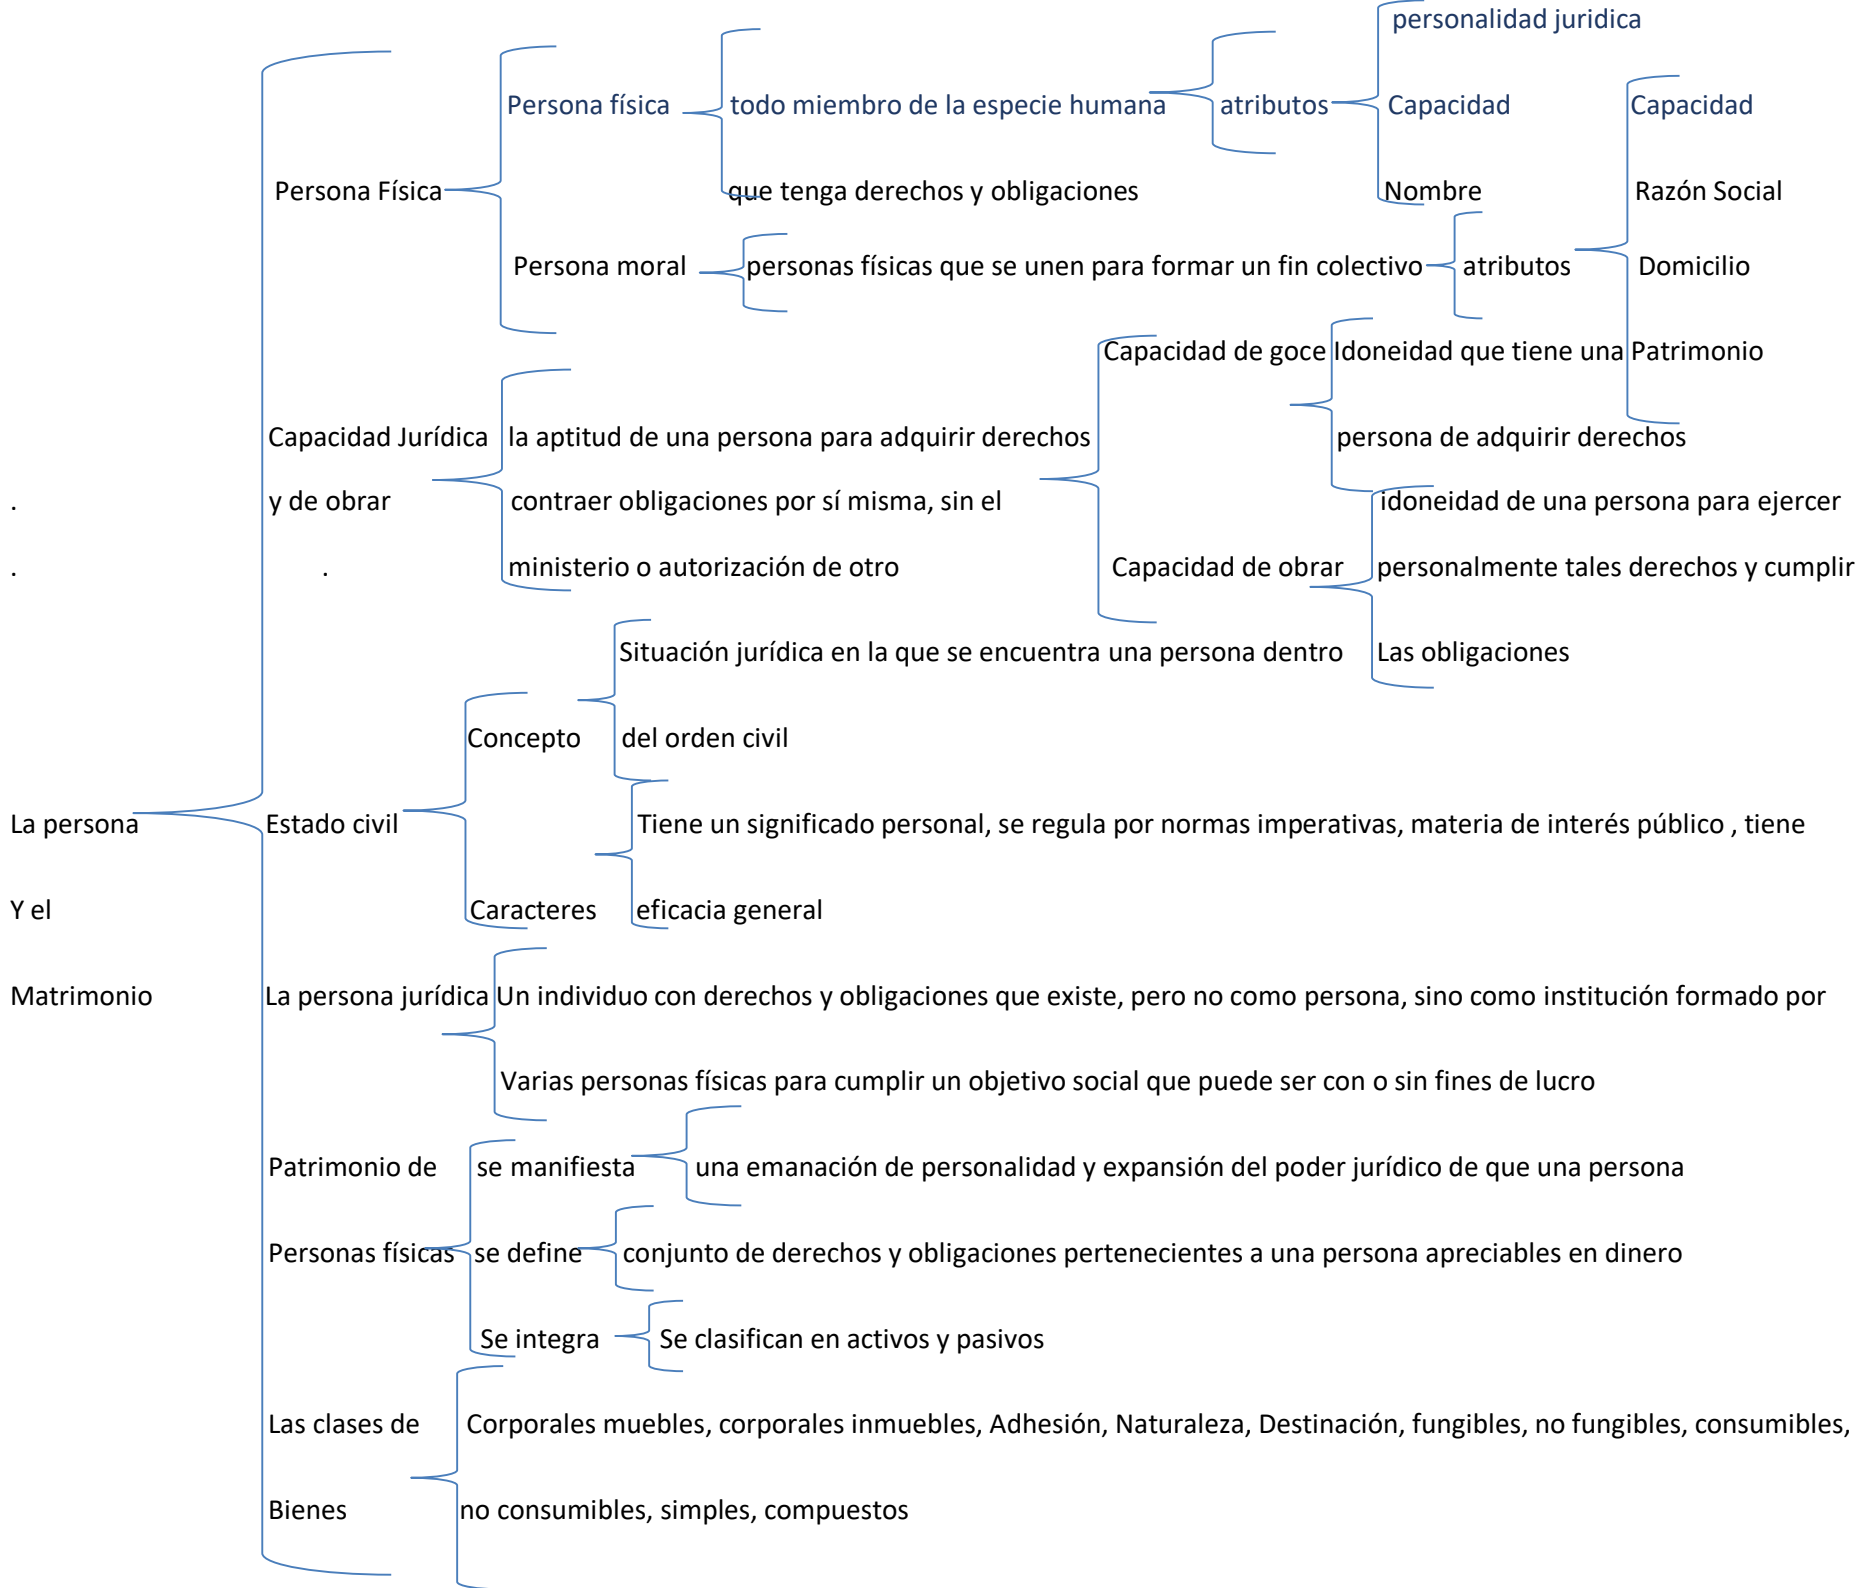 personalidad juridica
Persona física todo miembro de la especie humana atributos Capacidad Capacidad
Persona Física que tenga derechos y obligaciones Nombre Razón Social
Persona moral personas físicas que se unen para formar un fin colectivo atributos Domicilio
Capacidad de goce Idoneidad que tiene una Patrimonio
Capacidad Jurídica la aptitud de una persona para adquirir derechos persona de adquirir derechos
. y de obrar contraer obligaciones por sí misma, sin el idoneidad de una persona para ejercer
. . ministerio o autorización de otro Capacidad de obrar personalmente tales derechos y cumplir
Situación jurídica en la que se encuentra una persona dentro Las obligaciones
Concepto del orden civil
La persona Estado civil Tiene un significado personal, se regula por normas imperativas, materia de interés público , tiene
Y el Caracteres eficacia general
Matrimonio La persona jurídica Un individuo con derechos y obligaciones que existe, pero no como persona, sino como institución formado por
Varias personas físicas para cumplir un objetivo social que puede ser con o sin fines de lucro
Patrimonio de se manifiesta una emanación de personalidad y expansión del poder jurídico de que una persona
Personas físicas se define conjunto de derechos y obligaciones pertenecientes a una persona apreciables en dinero
Se integra Se clasifican en activos y pasivos
Las clases de Corporales muebles, corporales inmuebles, Adhesión, Naturaleza, Destinación, fungibles, no fungibles, consumibles,
Bienes no consumibles, simples, compuestos